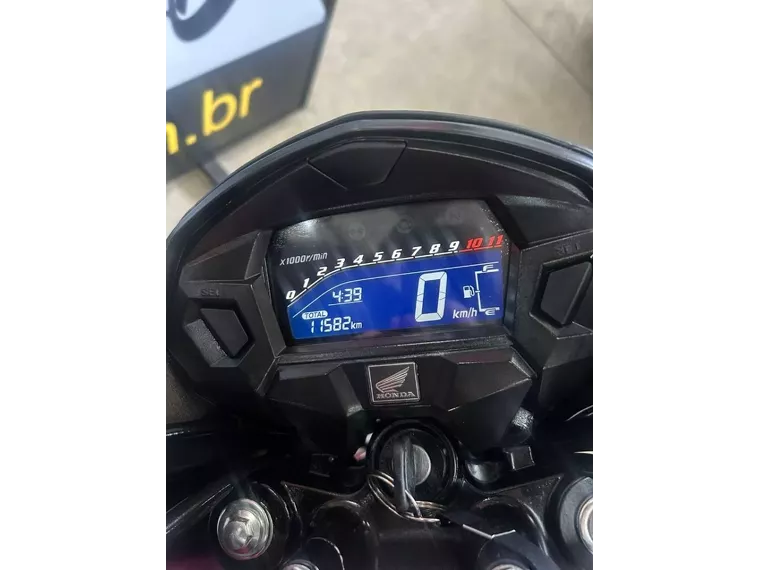 m.br
x1000r/min
0 1 2 3 4 5 6 7 8 9 10 11
4:39
0
km/h
F
E
TOTAL
11582 km
SEL
SET
HONDA